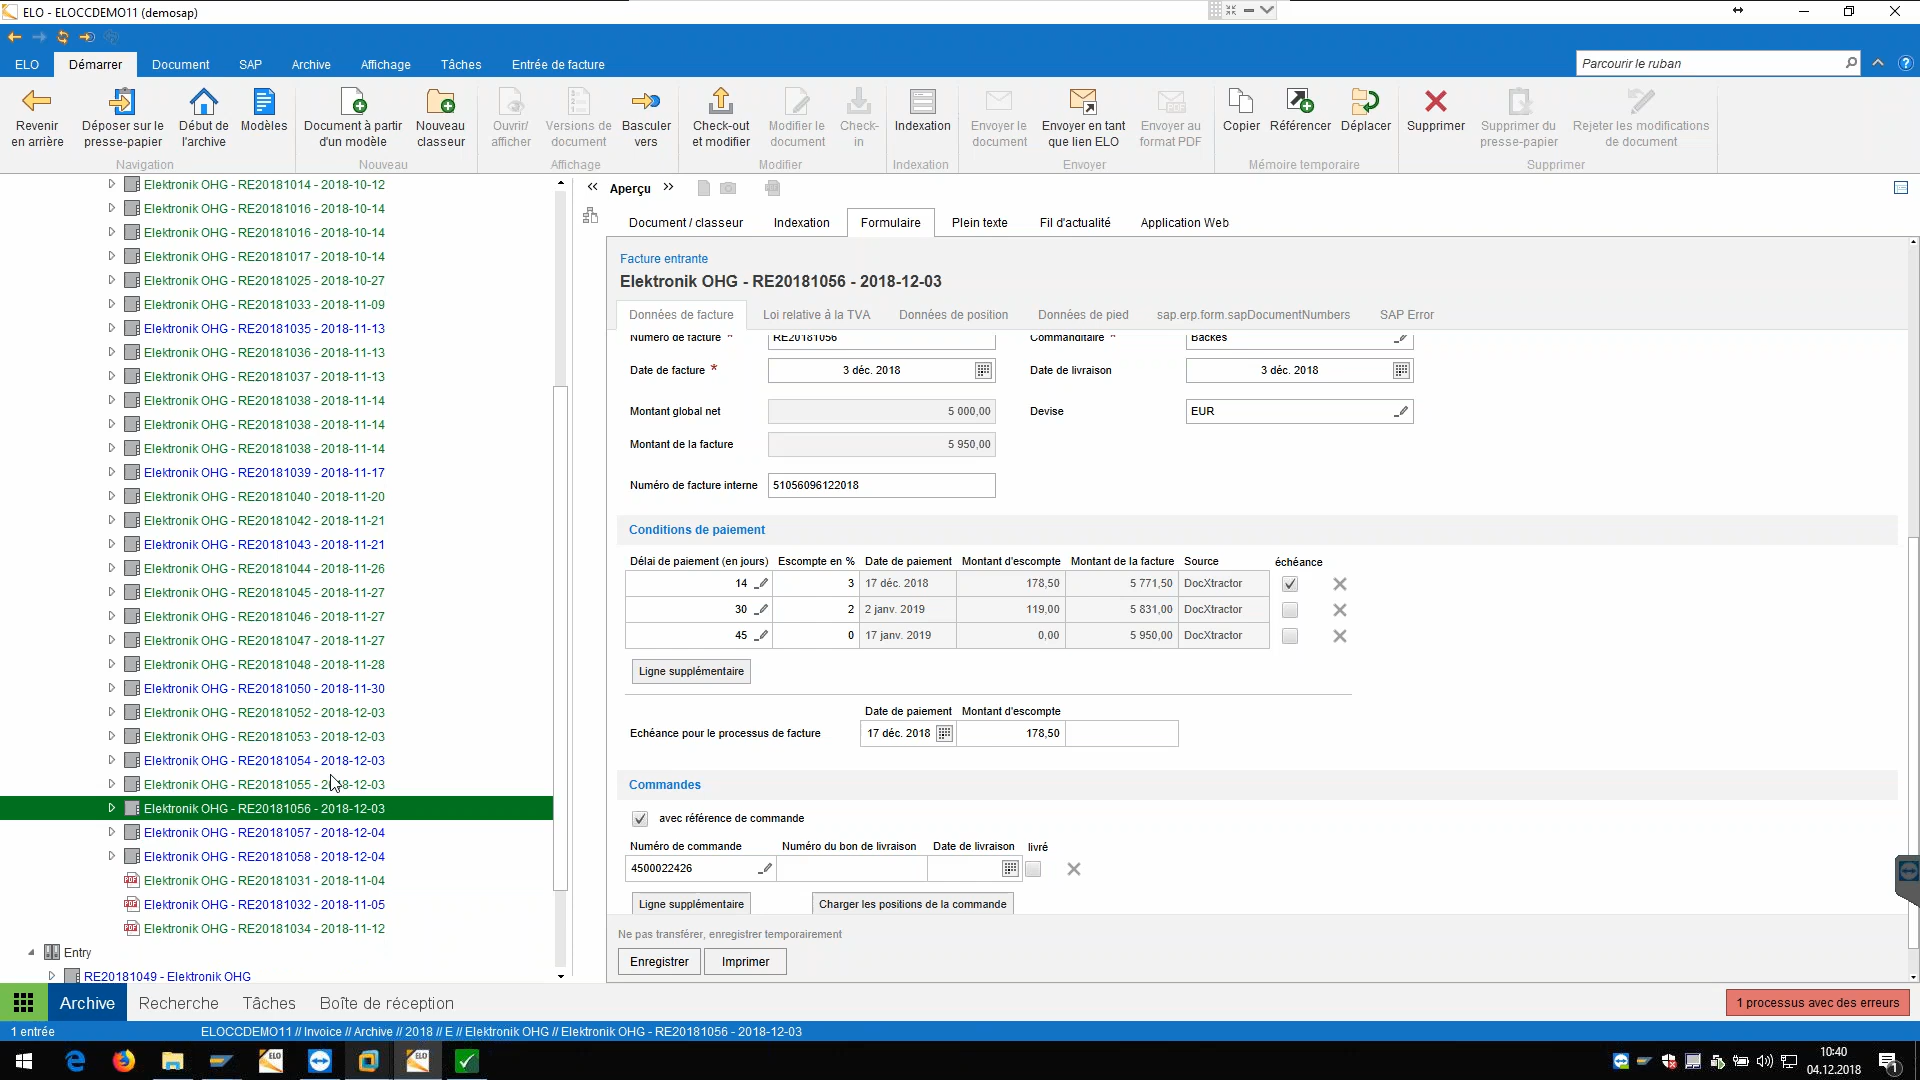 ELO - ELOCCDEMO11 (demosap)
ELO Démarrer Document SAP Archive Affichage Tâches Entrée de facture
Parcourir le ruban
Revenir en arrière
Déposer sur le presse-papier
Début de l'archive
Modèles
Navigation
Document à partir d'un modèle
Nouveau classeur
Nouveau
Ouvrir/ afficher
Versions de document
Basculer vers
Affichage
Check-out et modifier
Modifier le document
Check-in
Modifier
Indexation
Indexation
Envoyer le document
Envoyer en tant que lien ELO
Envoyer au format PDF
Envoyer
Copier
Référencer
Déplacer
Mémoire temporaire
Supprimer
Supprimer du presse-papier
Rejeter les modifications de document
Supprimer
Elektronik OHG - RE20181014 - 2018-10-12
Elektronik OHG - RE20181016 - 2018-10-14
Elektronik OHG - RE20181016 - 2018-10-14
Elektronik OHG - RE20181017 - 2018-10-14
Elektronik OHG - RE20181025 - 2018-10-27
Elektronik OHG - RE20181033 - 2018-11-09
Elektronik OHG - RE20181035 - 2018-11-13
Elektronik OHG - RE20181036 - 2018-11-13
Elektronik OHG - RE20181037 - 2018-11-13
Elektronik OHG - RE20181038 - 2018-11-14
Elektronik OHG - RE20181038 - 2018-11-14
Elektronik OHG - RE20181038 - 2018-11-14
Elektronik OHG - RE20181039 - 2018-11-17
Elektronik OHG - RE20181040 - 2018-11-20
Elektronik OHG - RE20181042 - 2018-11-21
Elektronik OHG - RE20181043 - 2018-11-21
Elektronik OHG - RE20181044 - 2018-11-26
Elektronik OHG - RE20181045 - 2018-11-27
Elektronik OHG - RE20181046 - 2018-11-27
Elektronik OHG - RE20181047 - 2018-11-27
Elektronik OHG - RE20181048 - 2018-11-28
Elektronik OHG - RE20181050 - 2018-11-30
Elektronik OHG - RE20181052 - 2018-12-03
Elektronik OHG - RE20181053 - 2018-12-03
Elektronik OHG - RE20181054 - 2018-12-03
Elektronik OHG - RE20181055 - 2018-12-03
Elektronik OHG - RE20181056 - 2018-12-03
Elektronik OHG - RE20181057 - 2018-12-04
Elektronik OHG - RE20181058 - 2018-12-04
PDF Elektronik OHG - RE20181031 - 2018-11-04
PDF Elektronik OHG - RE20181032 - 2018-11-05
PDF Elektronik OHG - RE20181034 - 2018-11-12
Entry
RE20181049 - Elektronik OHG
« Aperçu »
Document / classeur Indexation Formulaire Plein texte Fil d'actualité Application Web
Facture entrante
Elektronik OHG - RE20181056 - 2018-12-03
Données de facture Loi relative à la TVA Données de position Données de pied sap.erp.form.sapDocumentNumbers SAP Error
Numéro de facture * RE20181056 Commanditaire * Backes
Date de facture * 3 déc. 2018 Date de livraison 3 déc. 2018
Montant global net 5 000,00 Devise EUR
Montant de la facture 5 950,00
Numéro de facture interne 51056096122018
Conditions de paiement
Délai de paiement (en jours) Escompte en % Date de paiement Montant d'escompte Montant de la facture Source échéance
14 3 17 déc. 2018 178,50 5 771,50 DocXtractor
30 2 2 janv. 2019 119,00 5 831,00 DocXtractor
45 0 17 janv. 2019 0,00 5 950,00 DocXtractor
Ligne supplémentaire
Date de paiement Montant d'escompte
Echéance pour le processus de facture 17 déc. 2018 178,50
Commandes
avec référence de commande
Numéro de commande Numéro du bon de livraison Date de livraison livré
4500022426
Ligne supplémentaire Charger les positions de la commande
Ne pas transférer, enregistrer temporairement
Enregistrer Imprimer
Archive Recherche Tâches Boîte de réception
1 processus avec des erreurs
1 entrée ELOCCDEMO11 // Invoice // Archive // 2018 // E // Elektronik OHG // Elektronik OHG - RE20181056 - 2018-12-03
ELO
ELO
10:40
04.12.2018
1